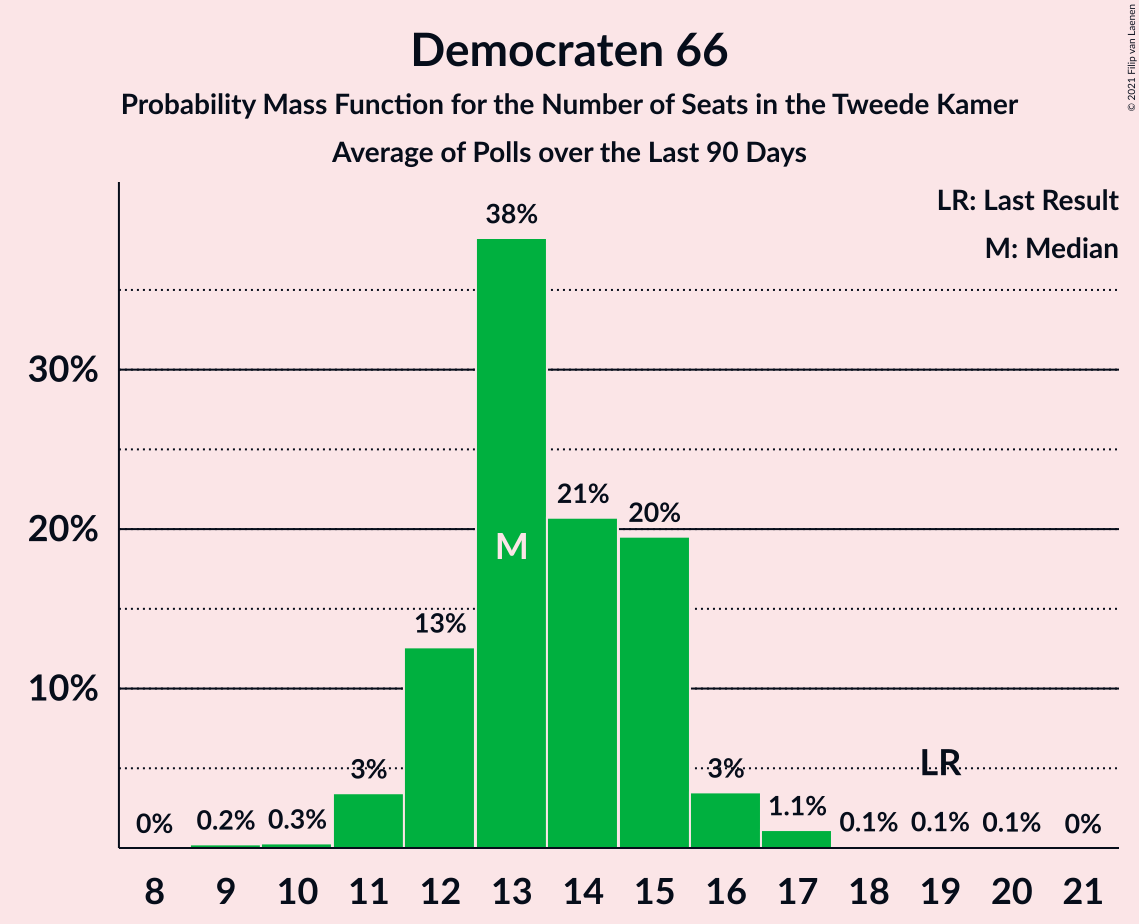 Democraten 66
Probability Mass Function for the Number of Seats in the Tweede Kamer
Average of Polls over the Last 90 Days
© 2021 Filip van Laenen
LR: Last Result
M: Median
38%
30%
21%
20%
20%
M
13%
10%
3%
3%
LR
0%
0.2%
0.3%
1.1%
0.1%
0.1%
0.1%
0%
8 9 10 11 12 13 14 15 16 17 18 19 20 21